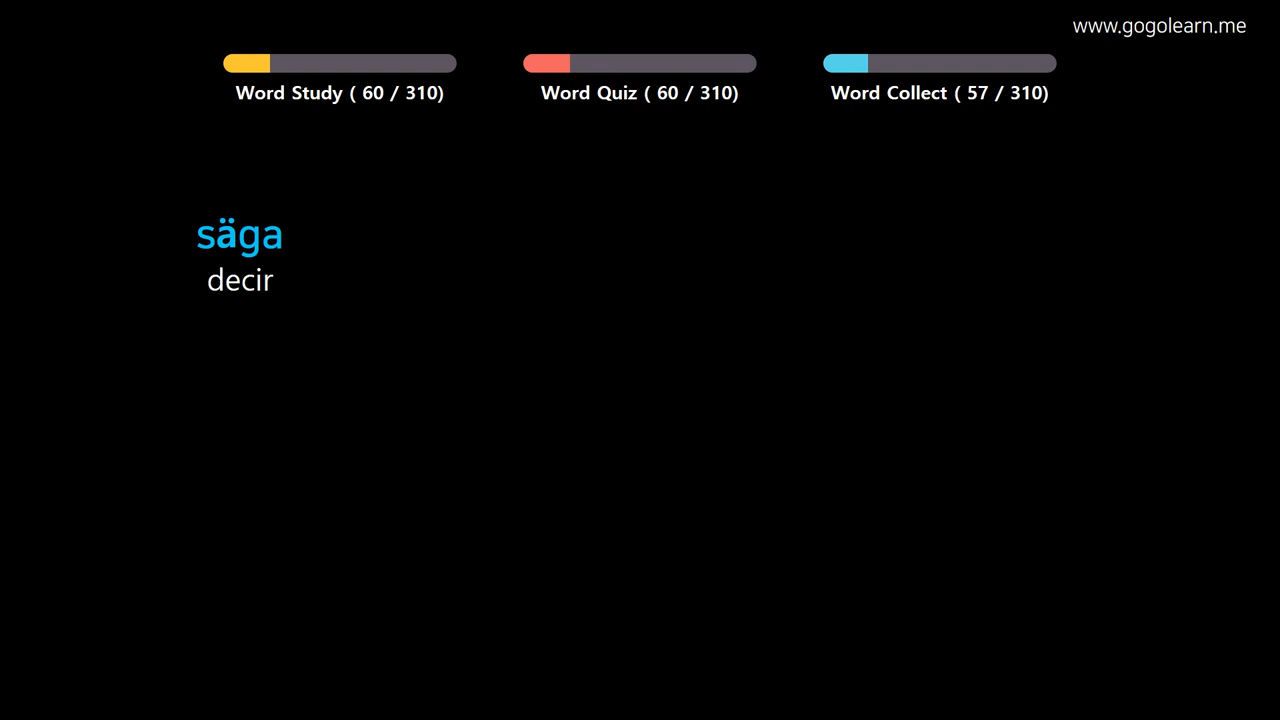 www.gogolearn.me
Word Study ( 60 / 310)
Word Quiz ( 60 / 310)
Word Collect ( 57 / 310)
säga
decir